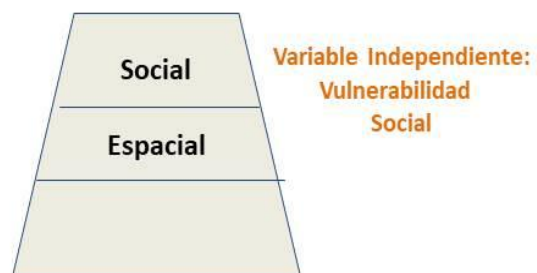 Social
Espacial
Variable Independiente:
Vulnerabilidad
Social